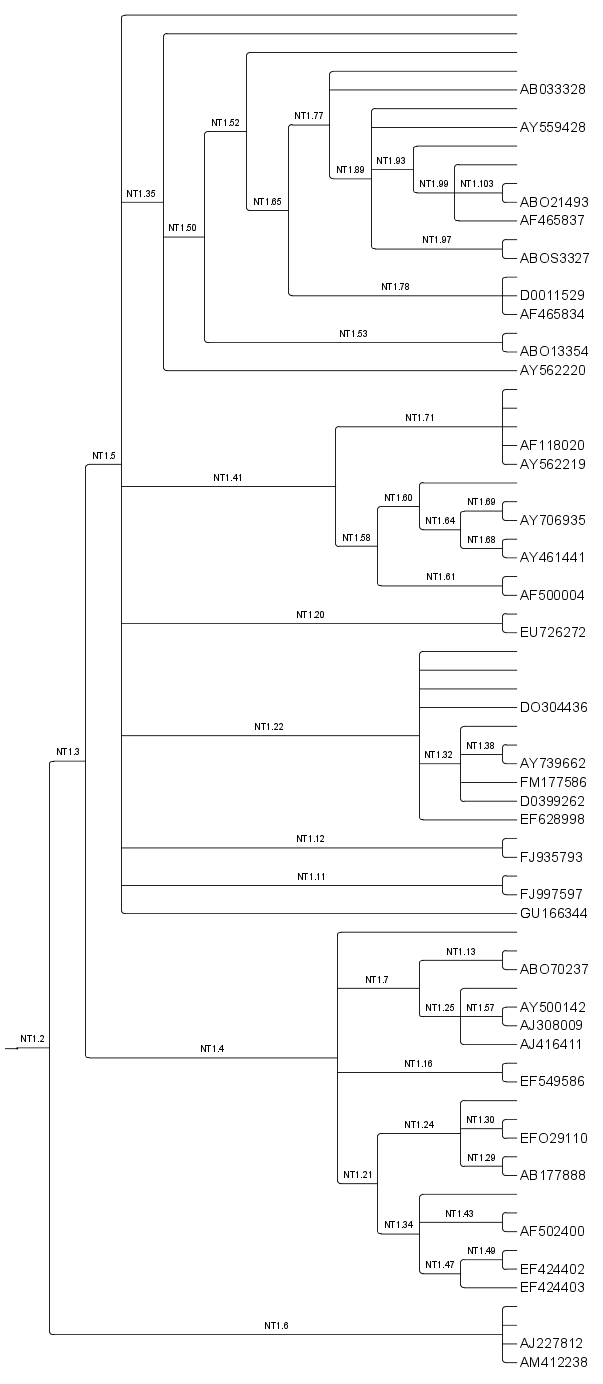 AB033328
NT1.77
NT1.52
AY559428
NT1.93
NT1.89
NT1.99 NT1.103
NT1.35
ABO21493
NT1.65
AF465837
NT1.50
NT1.97
ABOS3327
NT1.78
D0011529
AF465834
NT1.53
ABO13354
AY562220
NT1.71
AF118020
NT1.5
AY562219
NT1.41
NT1.60
NT1.69
AY706935
NT1.64
NT1.58
NT1.68
AY461441
NT1.61
AF500004
NT1.20
EU726272
DO304436
NT1.22
NT1.3
NT1.32
NT1.38
AY739662
FM177586
D0399262
EF628998
NT1.12
FJ935793
NT1.11
FJ997597
GU166344
NT1.13
ABO70237
NT1.7
NT1.25 NT1.57
AY500142
AJ308009
NT1.2
AJ416411
NT1.4
NT1.16
EF549586
NT1.24
NT1.30
EFO29110
NT1.29
NT1.21
AB177888
NT1.43
NT1.34
AF502400
NT1.49
NT1.47
EF424402
EF424403
NT1.6
AJ227812
AM412238